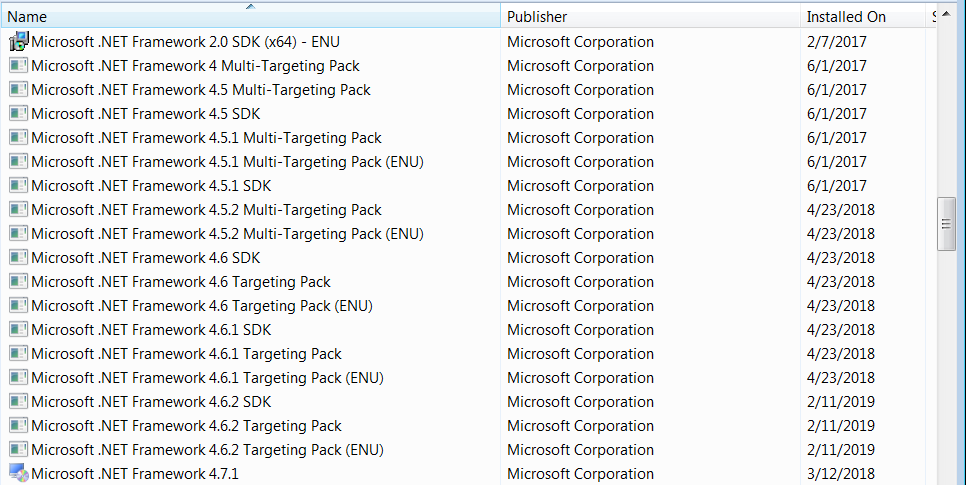 Name Publisher Installed On S
Microsoft .NET Framework 2.0 SDK (x64) - ENU Microsoft Corporation 2/7/2017
Microsoft .NET Framework 4 Multi-Targeting Pack Microsoft Corporation 6/1/2017
Microsoft .NET Framework 4.5 Multi-Targeting Pack Microsoft Corporation 6/1/2017
Microsoft .NET Framework 4.5 SDK Microsoft Corporation 6/1/2017
Microsoft .NET Framework 4.5.1 Multi-Targeting Pack Microsoft Corporation 6/1/2017
Microsoft .NET Framework 4.5.1 Multi-Targeting Pack (ENU) Microsoft Corporation 6/1/2017
Microsoft .NET Framework 4.5.1 SDK Microsoft Corporation 6/1/2017
Microsoft .NET Framework 4.5.2 Multi-Targeting Pack Microsoft Corporation 4/23/2018
Microsoft .NET Framework 4.5.2 Multi-Targeting Pack (ENU) Microsoft Corporation 4/23/2018
Microsoft .NET Framework 4.6 SDK Microsoft Corporation 4/23/2018
Microsoft .NET Framework 4.6 Targeting Pack Microsoft Corporation 4/23/2018
Microsoft .NET Framework 4.6 Targeting Pack (ENU) Microsoft Corporation 4/23/2018
Microsoft .NET Framework 4.6.1 SDK Microsoft Corporation 4/23/2018
Microsoft .NET Framework 4.6.1 Targeting Pack Microsoft Corporation 4/23/2018
Microsoft .NET Framework 4.6.1 Targeting Pack (ENU) Microsoft Corporation 4/23/2018
Microsoft .NET Framework 4.6.2 SDK Microsoft Corporation 2/11/2019
Microsoft .NET Framework 4.6.2 Targeting Pack Microsoft Corporation 2/11/2019
Microsoft .NET Framework 4.6.2 Targeting Pack (ENU) Microsoft Corporation 2/11/2019
Microsoft .NET Framework 4.7.1 Microsoft Corporation 3/12/2018